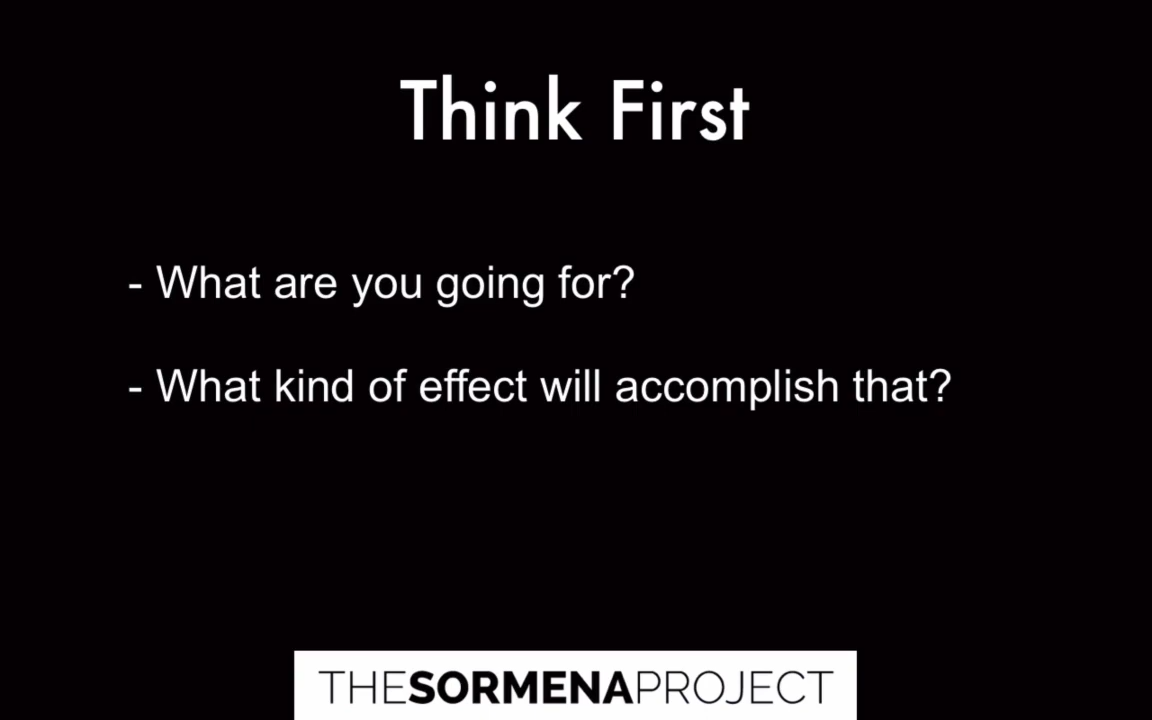 Think First
- What are you going for?
- What kind of effect will accomplish that?
THESORMENAPROJECT